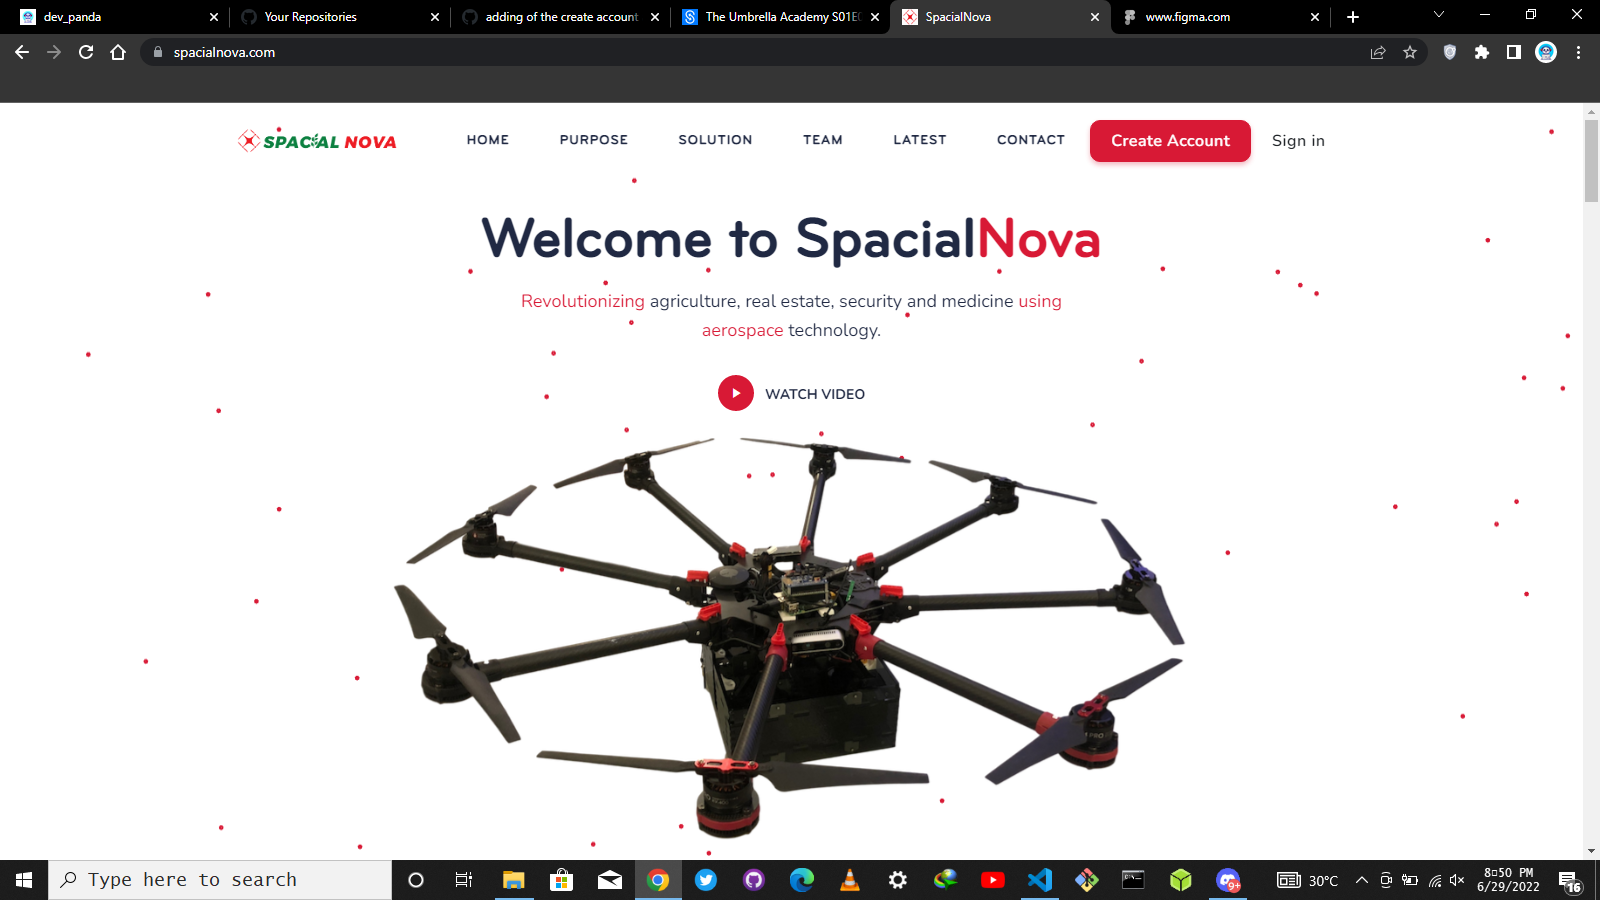 dev_panda
Your Repositories
adding of the create account
The Umbrella Academy S01E
SpacialNova
www.figma.com
spacialnova.com
SPACIAL NOVA
HOME
PURPOSE
SOLUTION
TEAM
LATEST
CONTACT
Create Account
Sign in
Welcome to SpacialNova
Revolutionizing agriculture, real estate, security and medicine using
aerospace technology.
WATCH VIDEO
PRO
Type here to search
9+
30°C
8:50 PM
6/29/2022
16